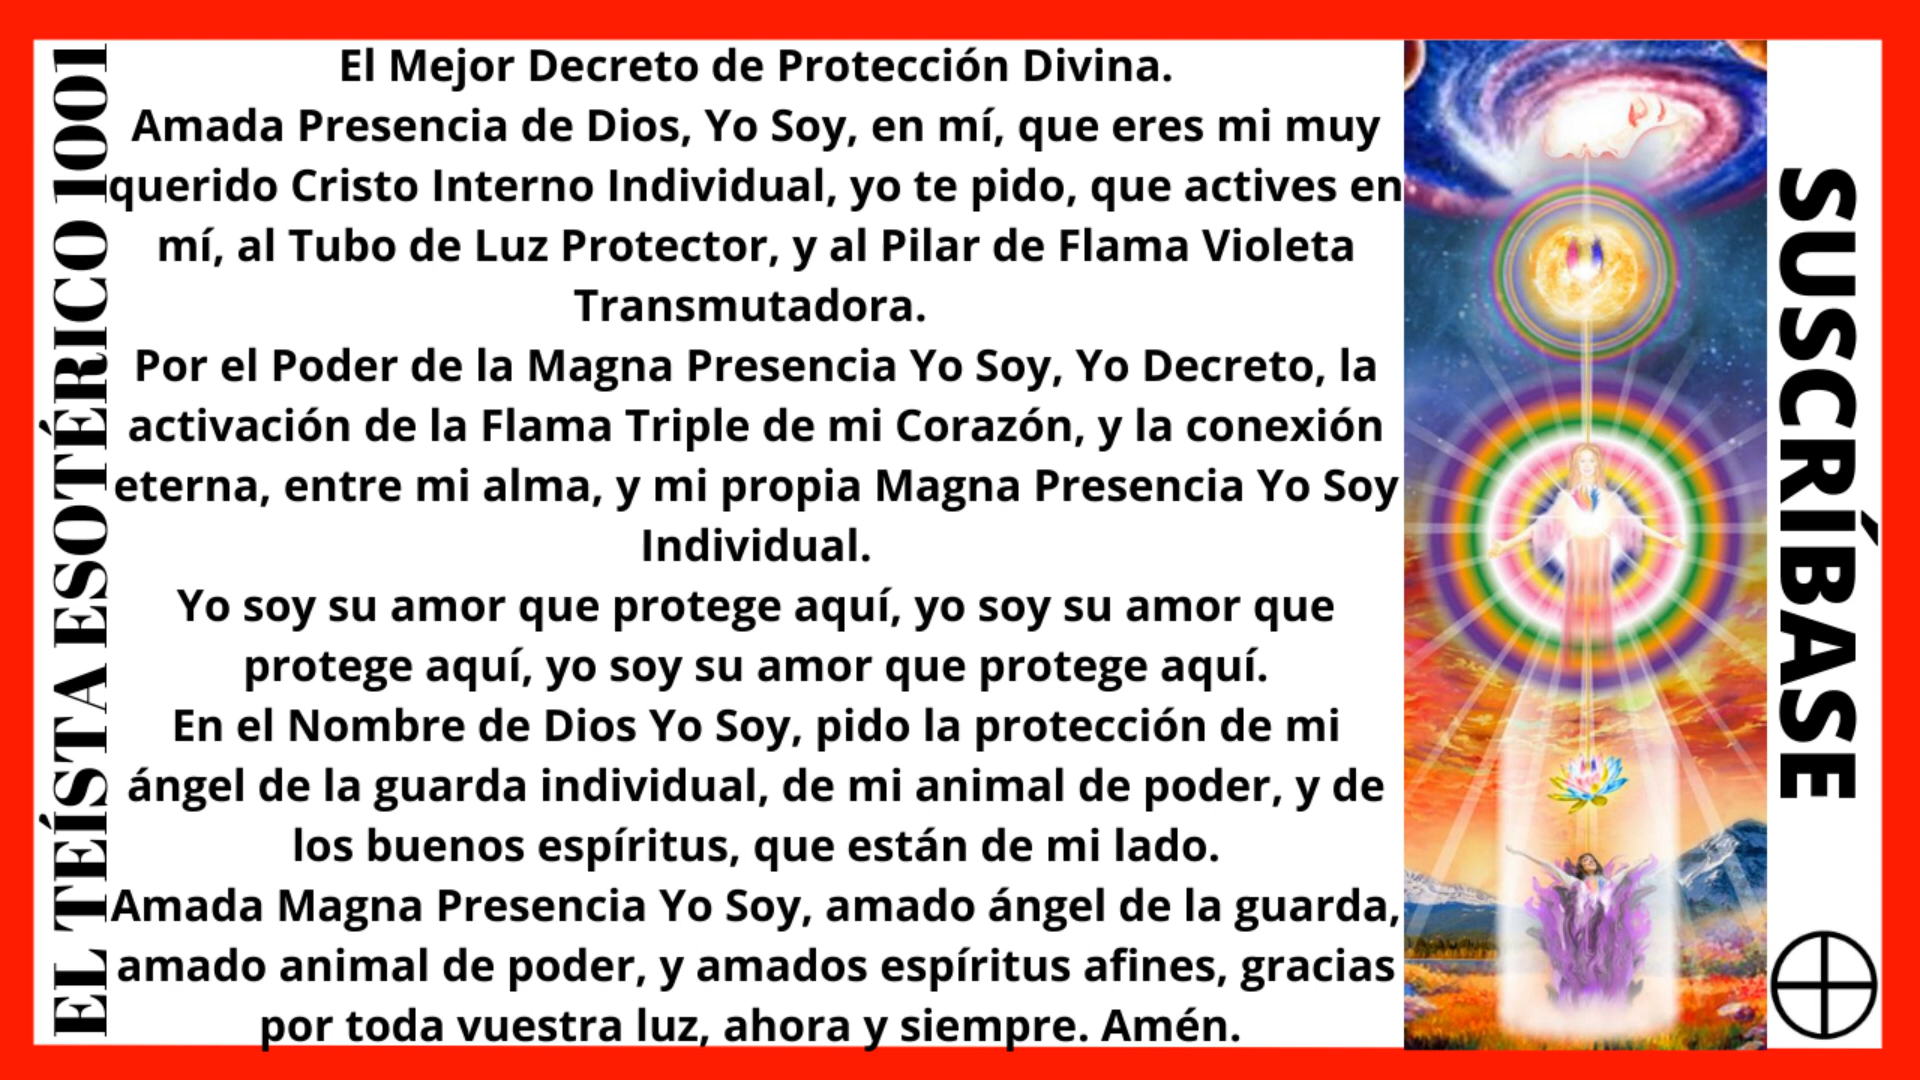 EL TEÍSTA ESOTÉRICO 1001
El Mejor Decreto de Protección Divina.
Amada Presencia de Dios, Yo Soy, en mí, que eres mi muy
querido Cristo Interno Individual, yo te pido, que actives en
mí, al Tubo de Luz Protector, y al Pilar de Flama Violeta
Transmutadora.
Por el Poder de la Magna Presencia Yo Soy, Yo Decreto, la
activación de la Flama Triple de mi Corazón, y la conexión
eterna, entre mi alma, y mi propia Magna Presencia Yo Soy
Individual.
Yo soy su amor que protege aquí, yo soy su amor que
protege aquí, yo soy su amor que protege aquí.
En el Nombre de Dios Yo Soy, pido la protección de mi
ángel de la guarda individual, de mi animal de poder, y de
los buenos espíritus, que están de mi lado.
Amada Magna Presencia Yo Soy, amado ángel de la guarda,
amado animal de poder, y amados espíritus afines, gracias
por toda vuestra luz, ahora y siempre. Amén.
SUSCRÍBASE